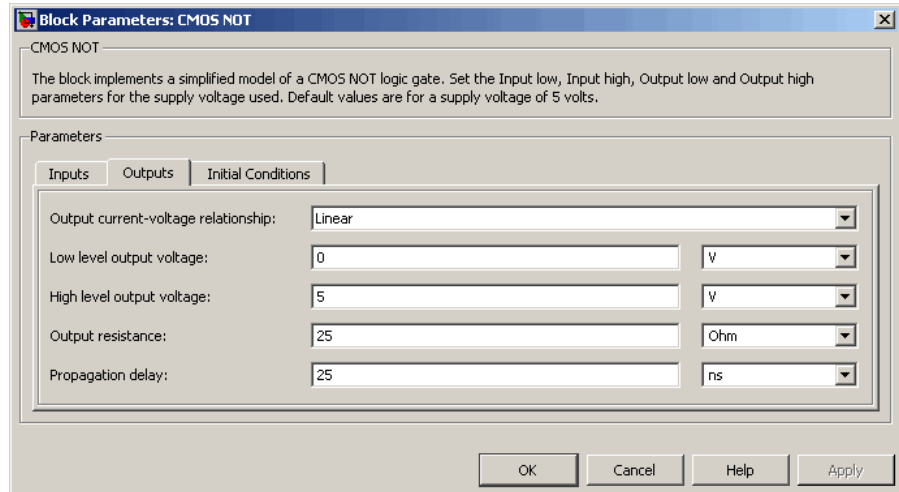 Block Parameters: CMOS NOT
CMOS NOT
The block implements a simplified model of a CMOS NOT logic gate. Set the Input low, Input high, Output low and Output high
parameters for the supply voltage used. Default values are for a supply voltage of 5 volts.
Parameters
Inputs Outputs Initial Conditions
Output current-voltage relationship: Linear
Low level output voltage: 0 V
High level output voltage: 5 V
Output resistance: 25 Ohm
Propagation delay: 25 ns
OK Cancel Help Apply